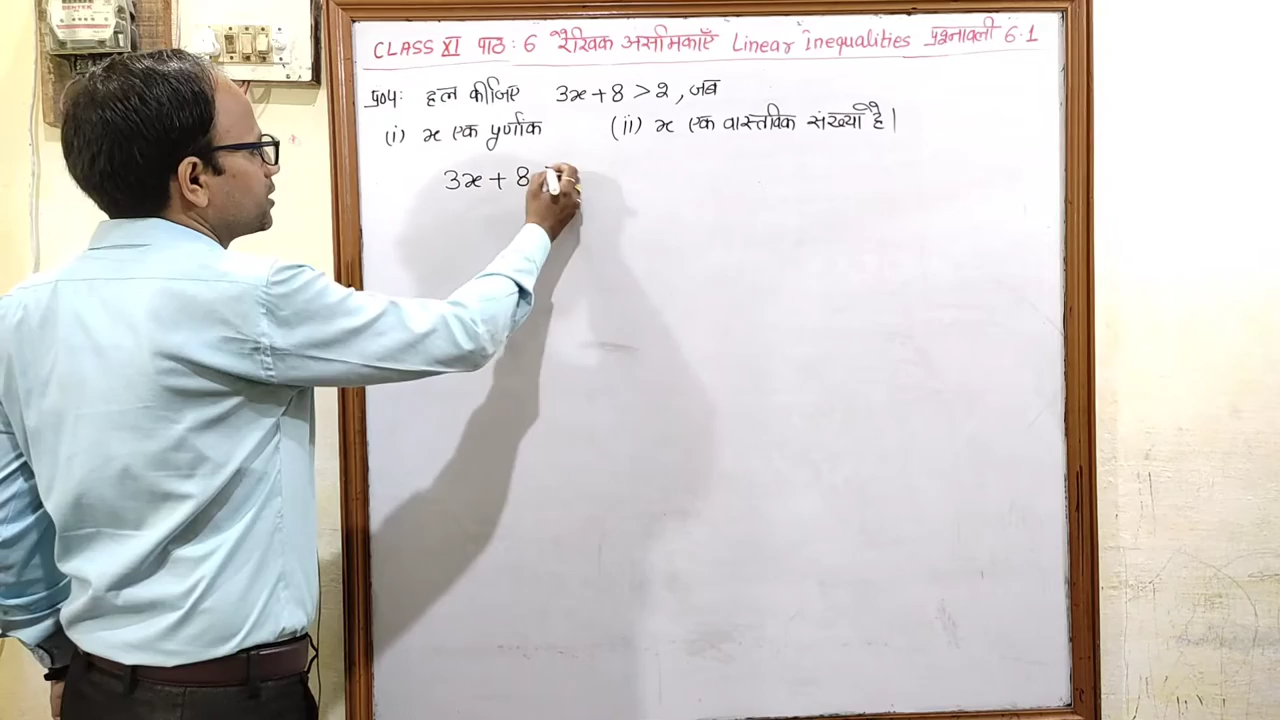 CLASS XI पाठ: 6 रैखिक असमिकाएँ Linear inequalities प्रश्नावली 6.1
प्र04: हल कीजिए 3x + 8 > 2, जब
(i) x एक पूर्णांक (ii) x एक वास्तविक संख्या है।
3x + 8